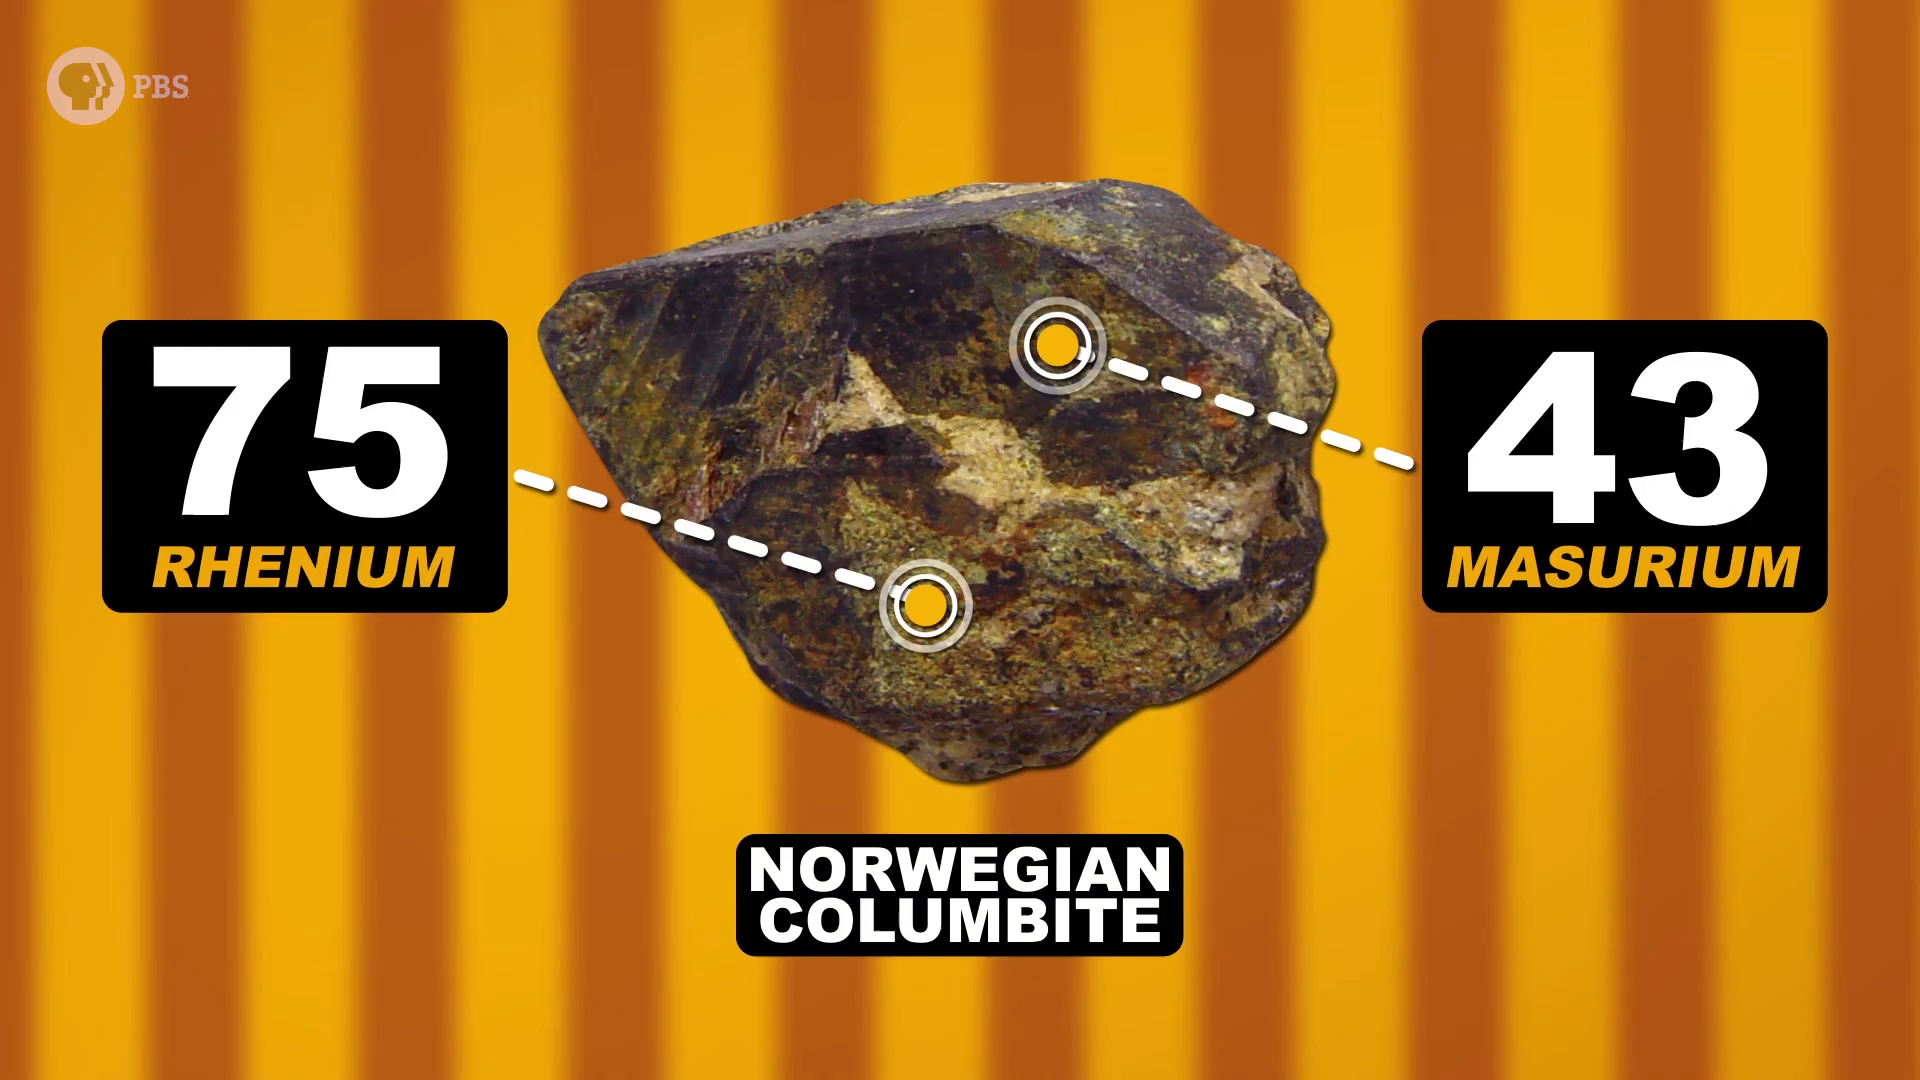 PBS
75
RHENIUM
43
MASURIUM
NORWEGIAN
COLUMBITE